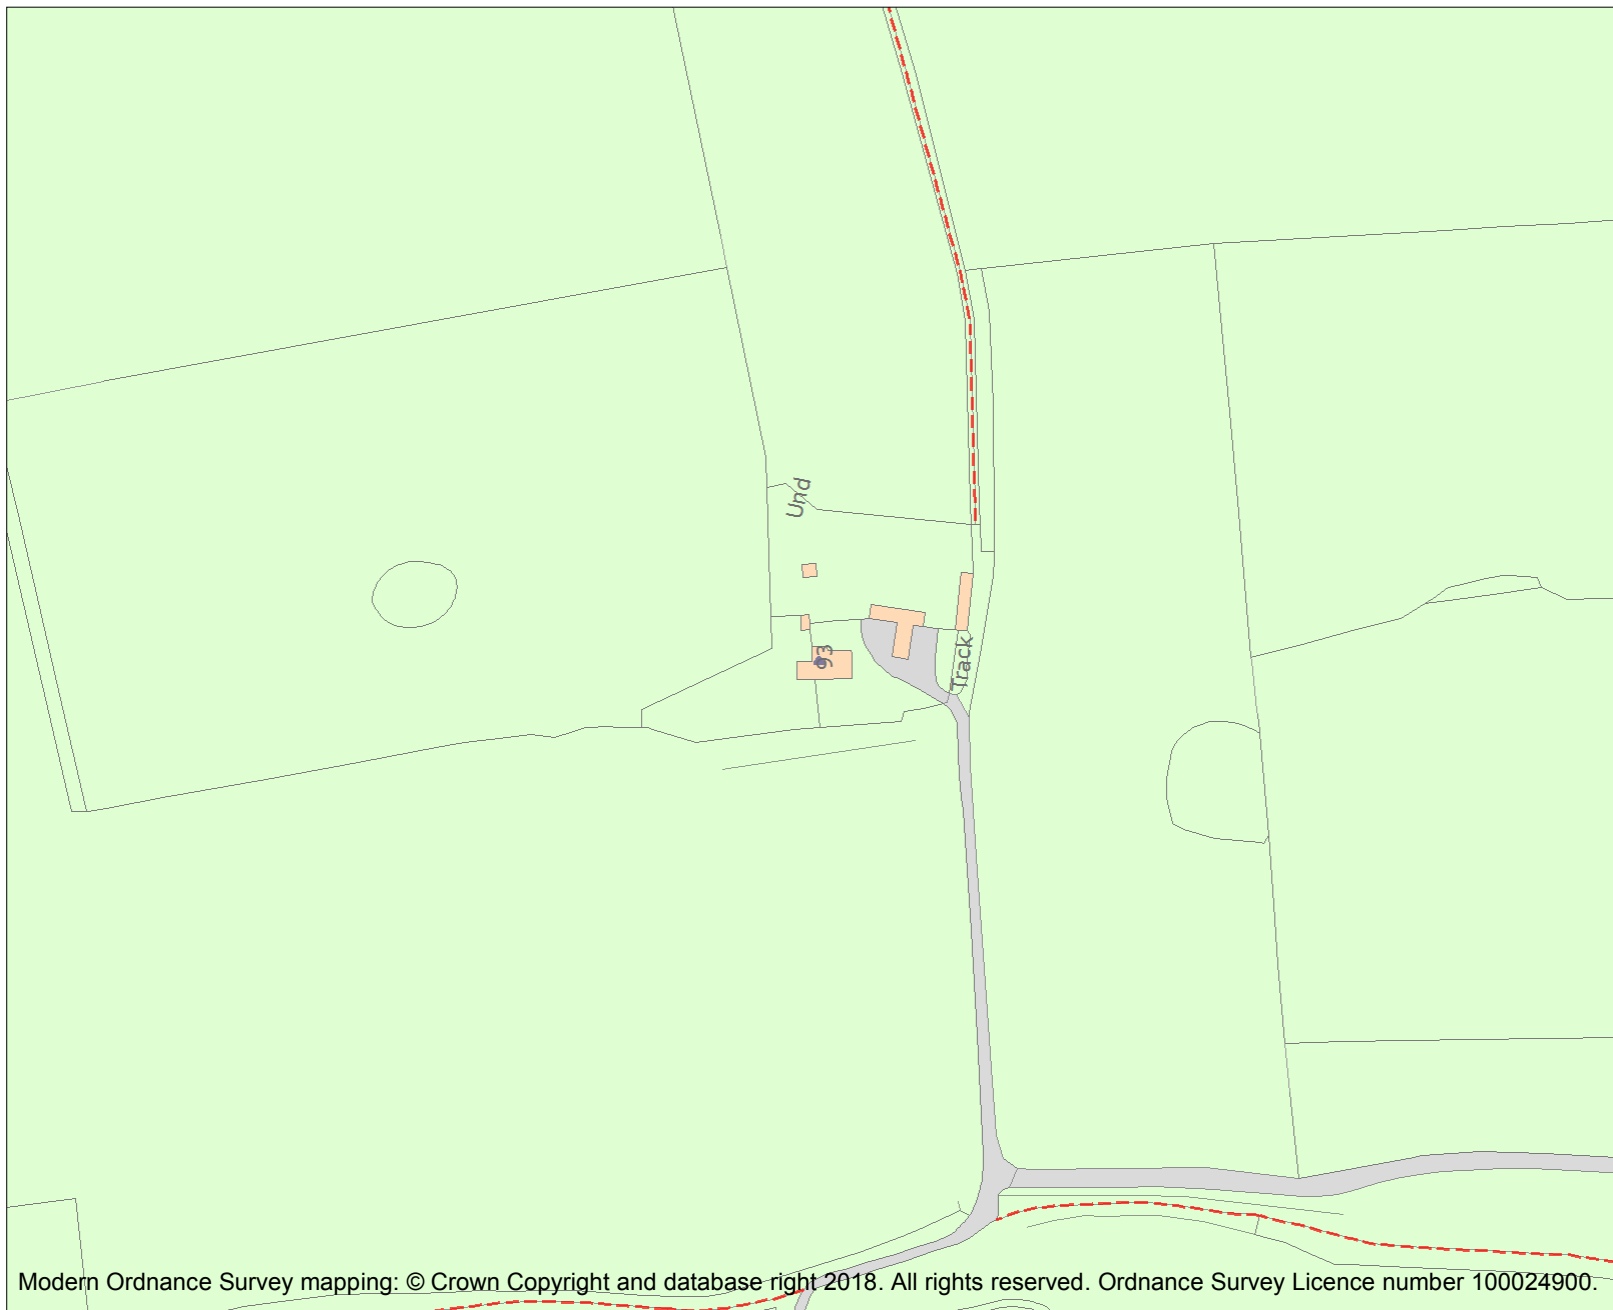 Und
93
Track
Modern Ordnance Survey mapping: © Crown Copyright and database right 2018. All rights reserved. Ordnance Survey Licence number 100024900.